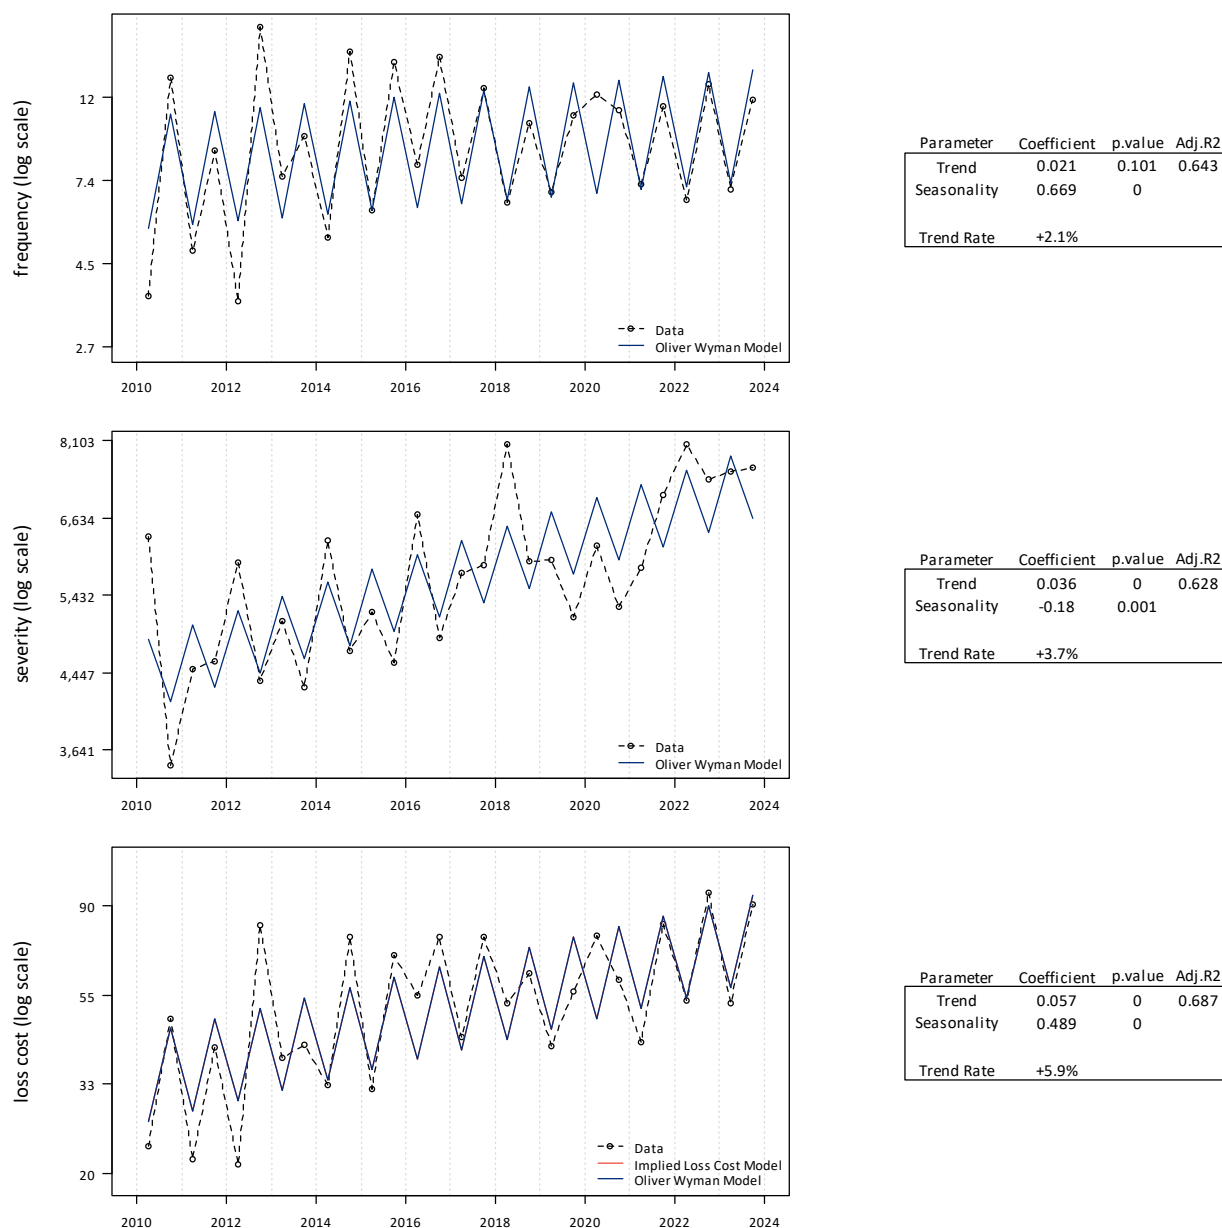 frequency (log scale)
12
7.4
4.5
2.7
Data
Oliver Wyman Model
2010 2012 2014 2016 2018 2020 2022 2024
Parameter Coefficient p.value Adj.R2
Trend 0.021 0.101 0.643
Seasonality 0.669 0
Trend Rate +2.1%
severity (log scale)
8,103
6,634
5,432
4,447
3,641
Data
Oliver Wyman Model
2010 2012 2014 2016 2018 2020 2022 2024
Parameter Coefficient p.value Adj.R2
Trend 0.036 0 0.628
Seasonality -0.18 0.001
Trend Rate +3.7%
loss cost (log scale)
90
55
33
20
Data
Implied Loss Cost Model
Oliver Wyman Model
2010 2012 2014 2016 2018 2020 2022 2024
Parameter Coefficient p.value Adj.R2
Trend 0.057 0 0.687
Seasonality 0.489 0
Trend Rate +5.9%